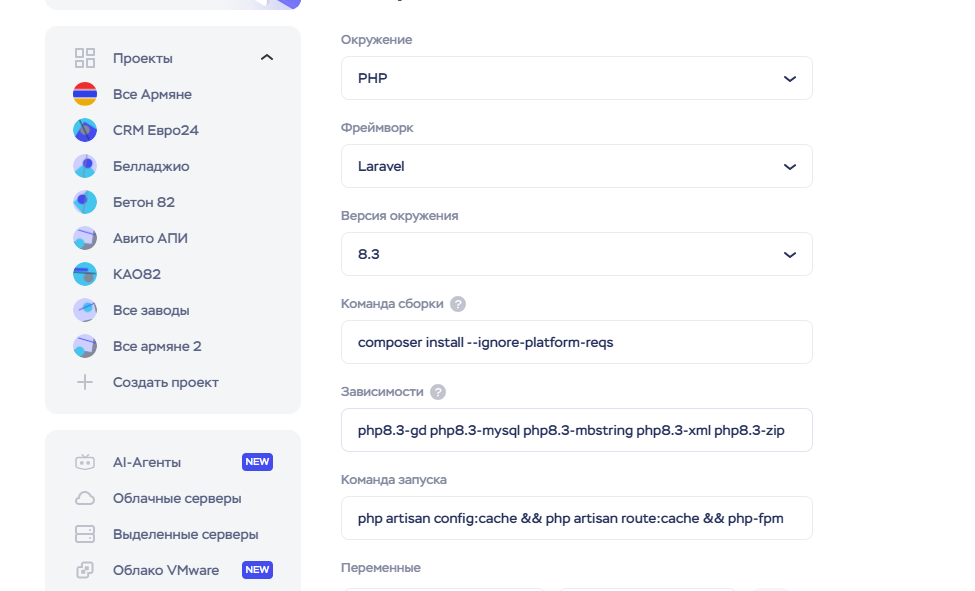 Проекты
Все Армяне
CRM Евро24
Белладжио
Бетон 82
Авито АПИ
КАО82
Все заводы
Все армяне 2
Создать проект
AI-Агенты NEW
Облачные серверы
Выделенные серверы
Облако VMware NEW
Окружение
PHP
Фреймворк
Laravel
Версия окружения
8.3
Команда сборки ?
composer install --ignore-platform-reqs
Зависимости ?
php8.3-gd php8.3-mysql php8.3-mbstring php8.3-xml php8.3-zip
Команда запуска
php artisan config:cache && php artisan route:cache && php-fpm
Переменные